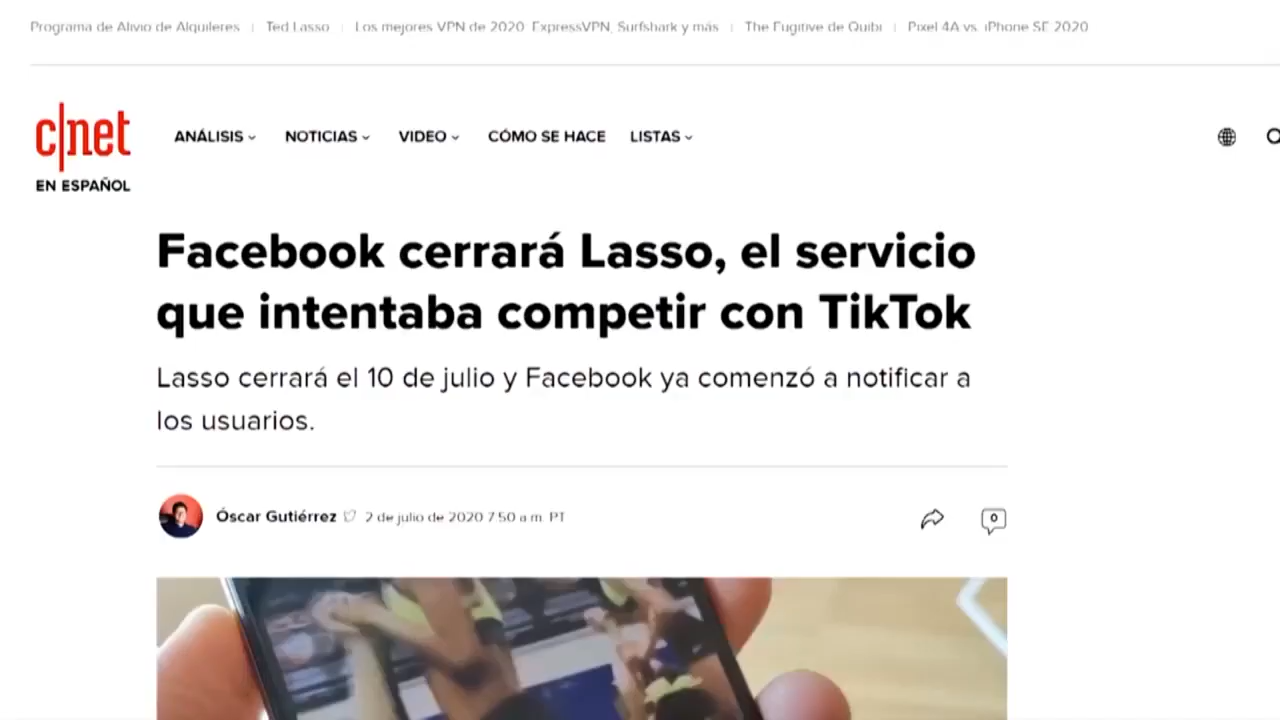 Programa de Alivio de Alquileres | Ted Lasso | Los mejores VPN de 2020: ExpressVPN, Surfshark y más | The Fugitive de Quibi | Pixel 4A vs. iPhone SE 2020
c|net
EN ESPAÑOL
ANÁLISIS NOTICIAS VIDEO CÓMO SE HACE LISTAS
Facebook cerrará Lasso, el servicio
que intentaba competir con TikTok
Lasso cerrará el 10 de julio y Facebook ya comenzó a notificar a
los usuarios.
Óscar Gutiérrez 2 de julio de 2020 7:50 a.m. PT
0